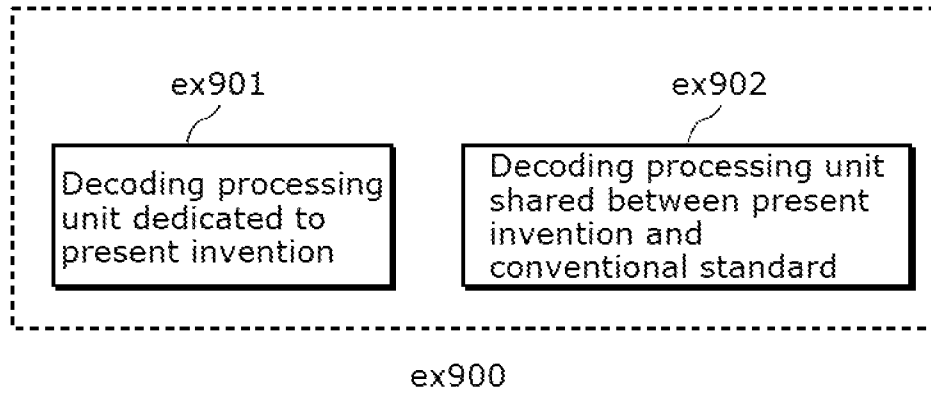 ex901
ex902
Decoding processing
unit dedicated to
present invention
Decoding processing unit
shared between present
invention and
conventional standard
ex900